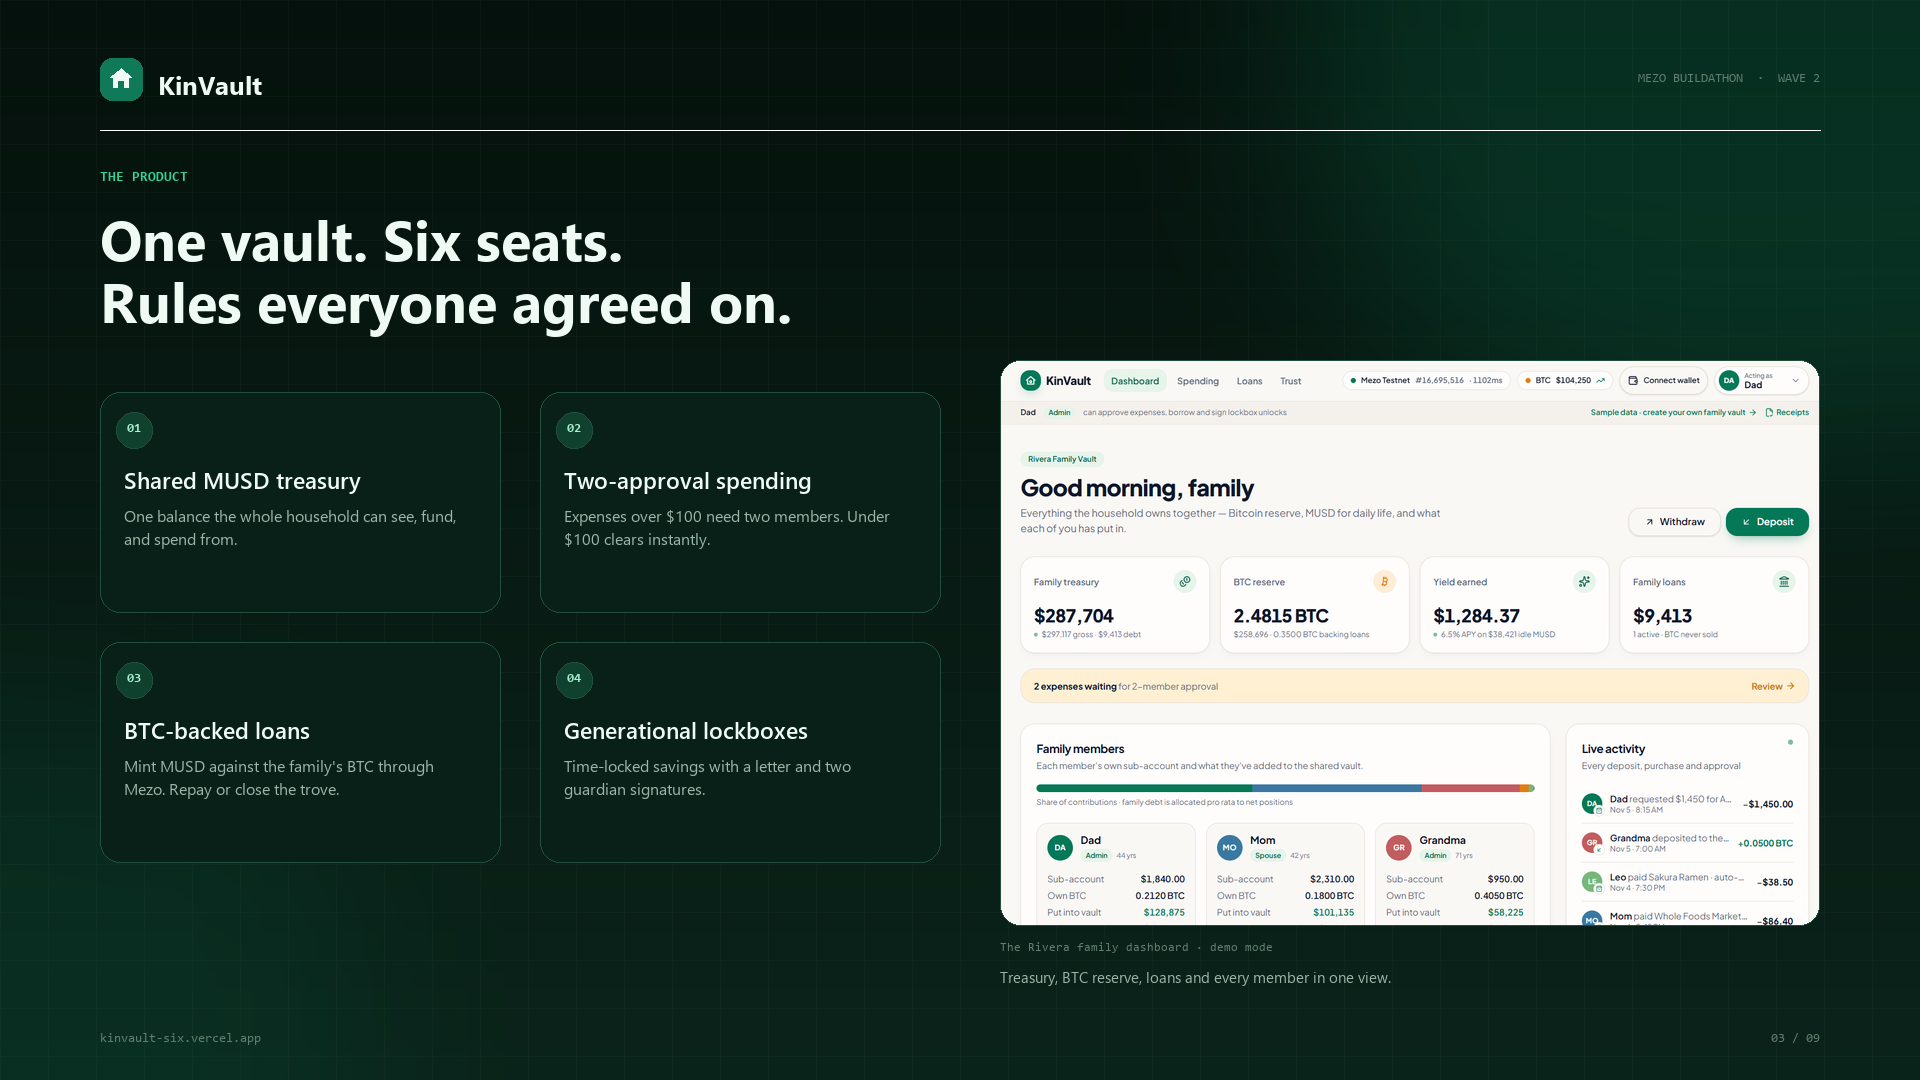 KinVault
MEZO BUILDATHON · WAVE 2
THE PRODUCT
One vault. Six seats.
Rules everyone agreed on.
01
Shared MUSD treasury
One balance the whole household can see, fund,
and spend from.
02
Two-approval spending
Expenses over $100 need two members. Under
$100 clears instantly.
03
BTC-backed loans
Mint MUSD against the family's BTC through
Mezo. Repay or close the trove.
04
Generational lockboxes
Time-locked savings with a letter and two
guardian signatures.
KinVault
Dashboard
Spending
Loans
Trust
Mezo Testnet #16,695,516 · 1102ms
BTC $104,250
Connect wallet
DA
Acting as
Dad
Dad Admin can approve expenses, borrow and sign lockbox unlocks
Sample data · create your own family vault →
Receipts
Rivera Family Vault
Good morning, family
Everything the household owns together — Bitcoin reserve, MUSD for daily life, and what
each of you has put in.
Withdraw
Deposit
Family treasury
$287,704
$297,117 gross · $9,413 debt
BTC reserve
2.4815 BTC
$258,696 · 0.3500 BTC backing loans
Yield earned
$1,284.37
6.5% APY on $38,421 idle MUSD
Family loans
$9,413
1 active · BTC never sold
2 expenses waiting for 2-member approval
Review →
Family members
Each member's own sub-account and what they've added to the shared vault.
Share of contributions · family debt is allocated pro rata to net positions
DA
Dad
Admin 44 yrs
Sub-account $1,840.00
Own BTC 0.2120 BTC
Put into vault $128,875
MO
Mom
Spouse 42 yrs
Sub-account $2,310.00
Own BTC 0.1800 BTC
Put into vault $101,135
GR
Grandma
Admin 71 yrs
Sub-account $950.00
Own BTC 0.4050 BTC
Put into vault $58,225
Live activity
Every deposit, purchase and approval
DA
Dad requested $1,450 for A... −$1,450.00
Nov 5 · 8:15 AM
GR
Grandma deposited to the... +0.0500 BTC
Nov 5 · 7:00 AM
LE
Leo paid Sakura Ramen · auto-... −$38.50
Nov 4 · 7:30 PM
MO
Mom paid Whole Foods Market... −$86.40
The Rivera family dashboard · demo mode
Treasury, BTC reserve, loans and every member in one view.
kinvault-six.vercel.app
03 / 09